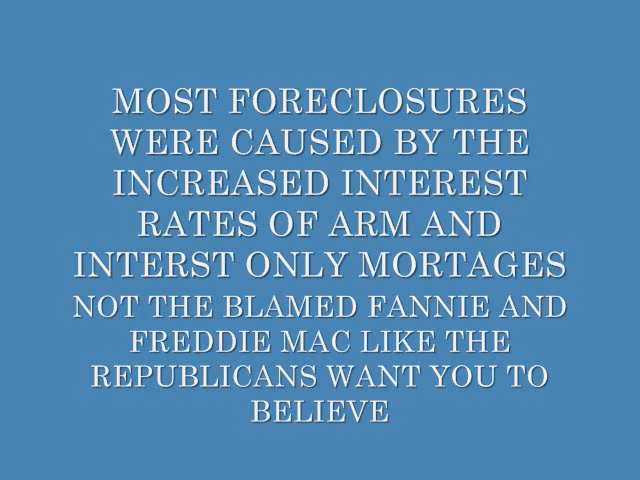 MOST FORECLOSURES
WERE CAUSED BY THE
INCREASED INTEREST
RATES OF ARM AND
INTERST ONLY MORTAGES
NOT THE BLAMED FANNIE AND
FREDDIE MAC LIKE THE
REPUBLICANS WANT YOU TO
BELIEVE